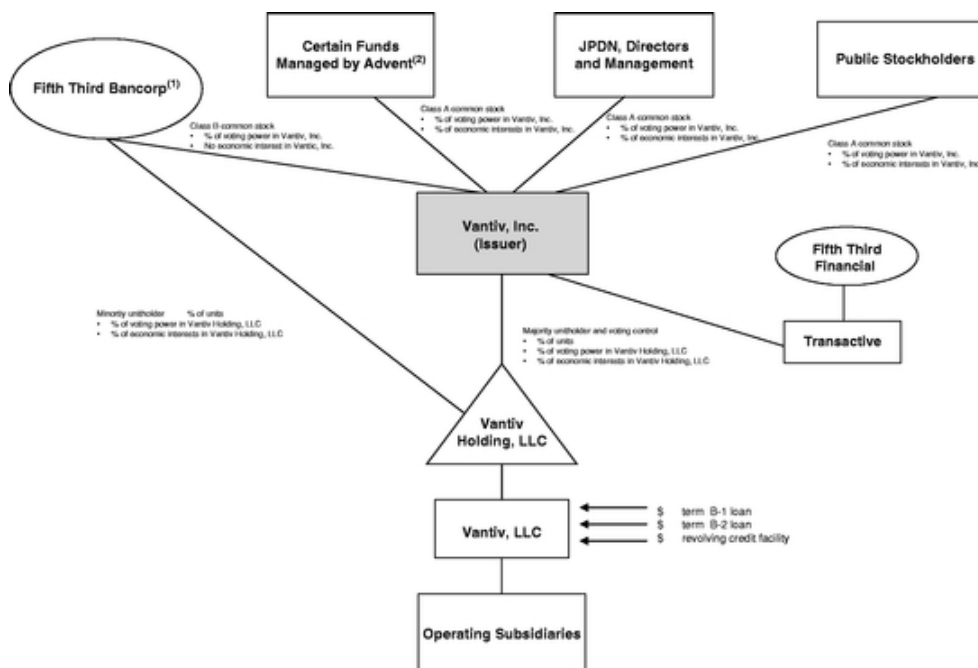 Fifth Third Bancorp(1)
Certain Funds
Managed by Advent(2)
JPDN, Directors
and Management
Public Stockholders
Class B common stock
• % of voting power in Vantiv, Inc.
• No economic interest in Vantiv, Inc.
Class A common stock
• % of voting power in Vantiv, Inc.
• % of economic interests in Vantiv, Inc.
Class A common stock
• % of voting power in Vantiv, Inc.
• % of economic interests in Vantiv, Inc.
Class A common stock
• % of voting power in Vantiv, Inc.
• % of economic interests in Vantiv, Inc
Vantiv, Inc.
(Issuer)
Fifth Third
Financial
Transactive
Minority unitholder % of units
• % of voting power in Vantiv Holding, LLC
• % of economic interests in Vantiv Holding, LLC
Majority unitholder and voting control
• % of units
• % of voting power in Vantiv Holding, LLC
• % of economic interests in Vantiv Holding, LLC
Vantiv
Holding, LLC
Vantiv, LLC
$ term B-1 loan
$ term B-2 loan
$ revolving credit facility
Operating Subsidiaries